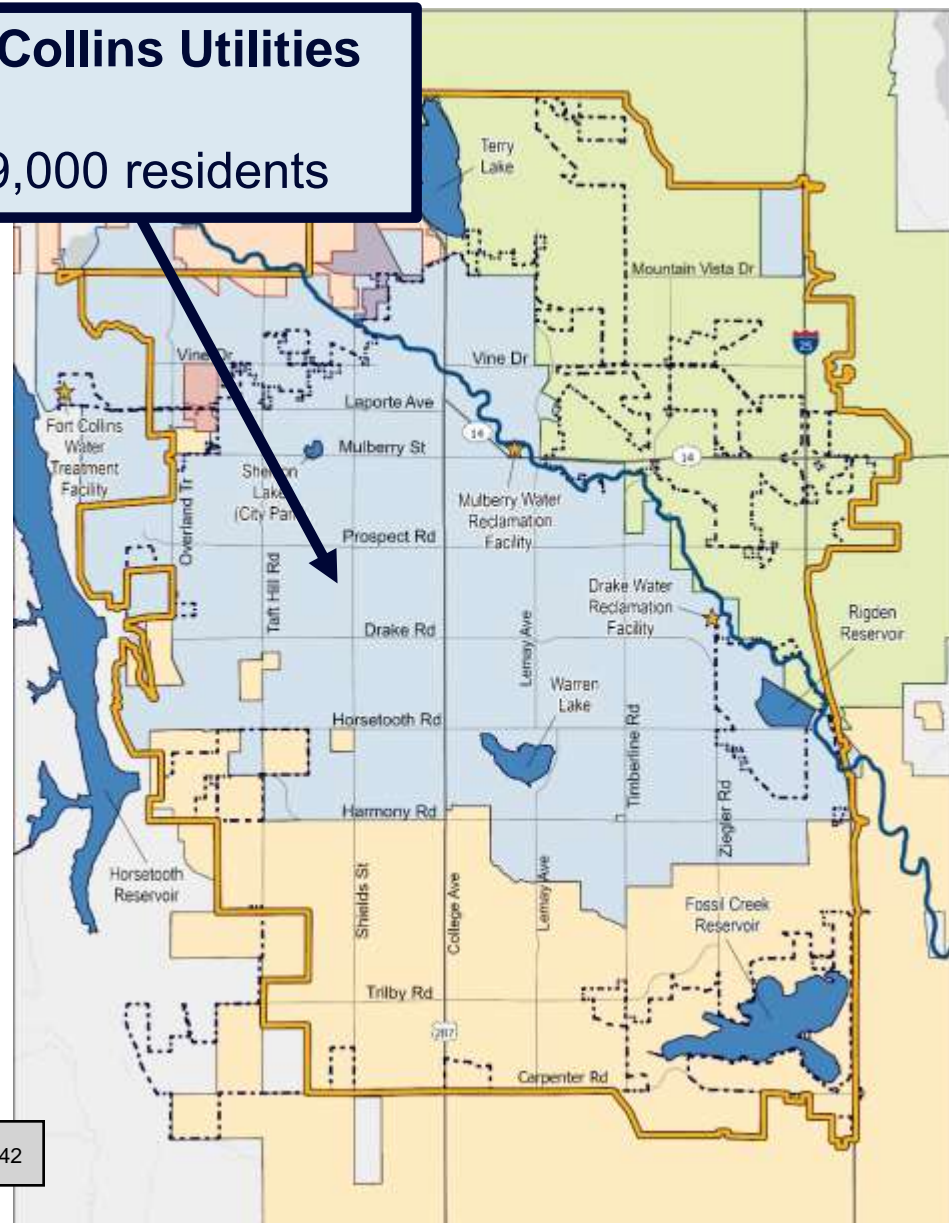 Collins Utilities
9,000 residents
Terry
Lake
Mountain Vista Dr
25
Vine Dr
Vine Dr
Laporte Ave
Fort Collins
Water
Treatment
Facility
14
Mulberry St
14
Sheldon
Lake
(City Park)
Mulberry Water
Reclamation
Facility
Overland Tr
Prospect Rd
Taft Hill Rd
Drake Water
Reclamation
Facility
Rigden
Reservoir
Drake Rd
Lemay Ave
Warren
Lake
Horsetooth Rd
Timberline Rd
Harmony Rd
Ziegler Rd
Horsetooth
Reservoir
Shields St
College Ave
Lemay Ave
Fossil Creek
Reservoir
Trilby Rd
287
Carpenter Rd
42